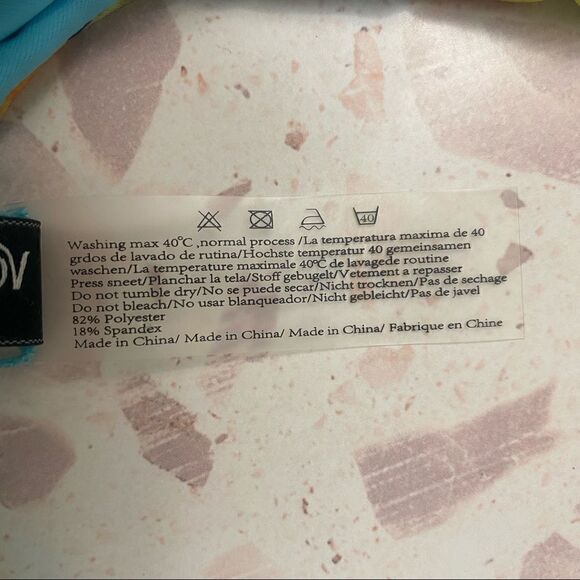 40
Washing max 40°C ,normal process /La temperatura maxima de 40
grdos de lavado de rutina/Hochste temperatur 40 gemeinsamen
waschen/La temperature maximale 40°C de lavagede routine
Press sneet/Planchar la tela/Stoff gebugelt/Vetement a repasser
Do not tumble dry/No se puede secar/Nicht trocknen/Pas de sechage
Do not bleach/No usar blanqueador/Nicht gebleicht/Pas de javel
82% Polyester
18% Spandex
Made in China/ Made in China/ Made in China/ Fabrique en Chine